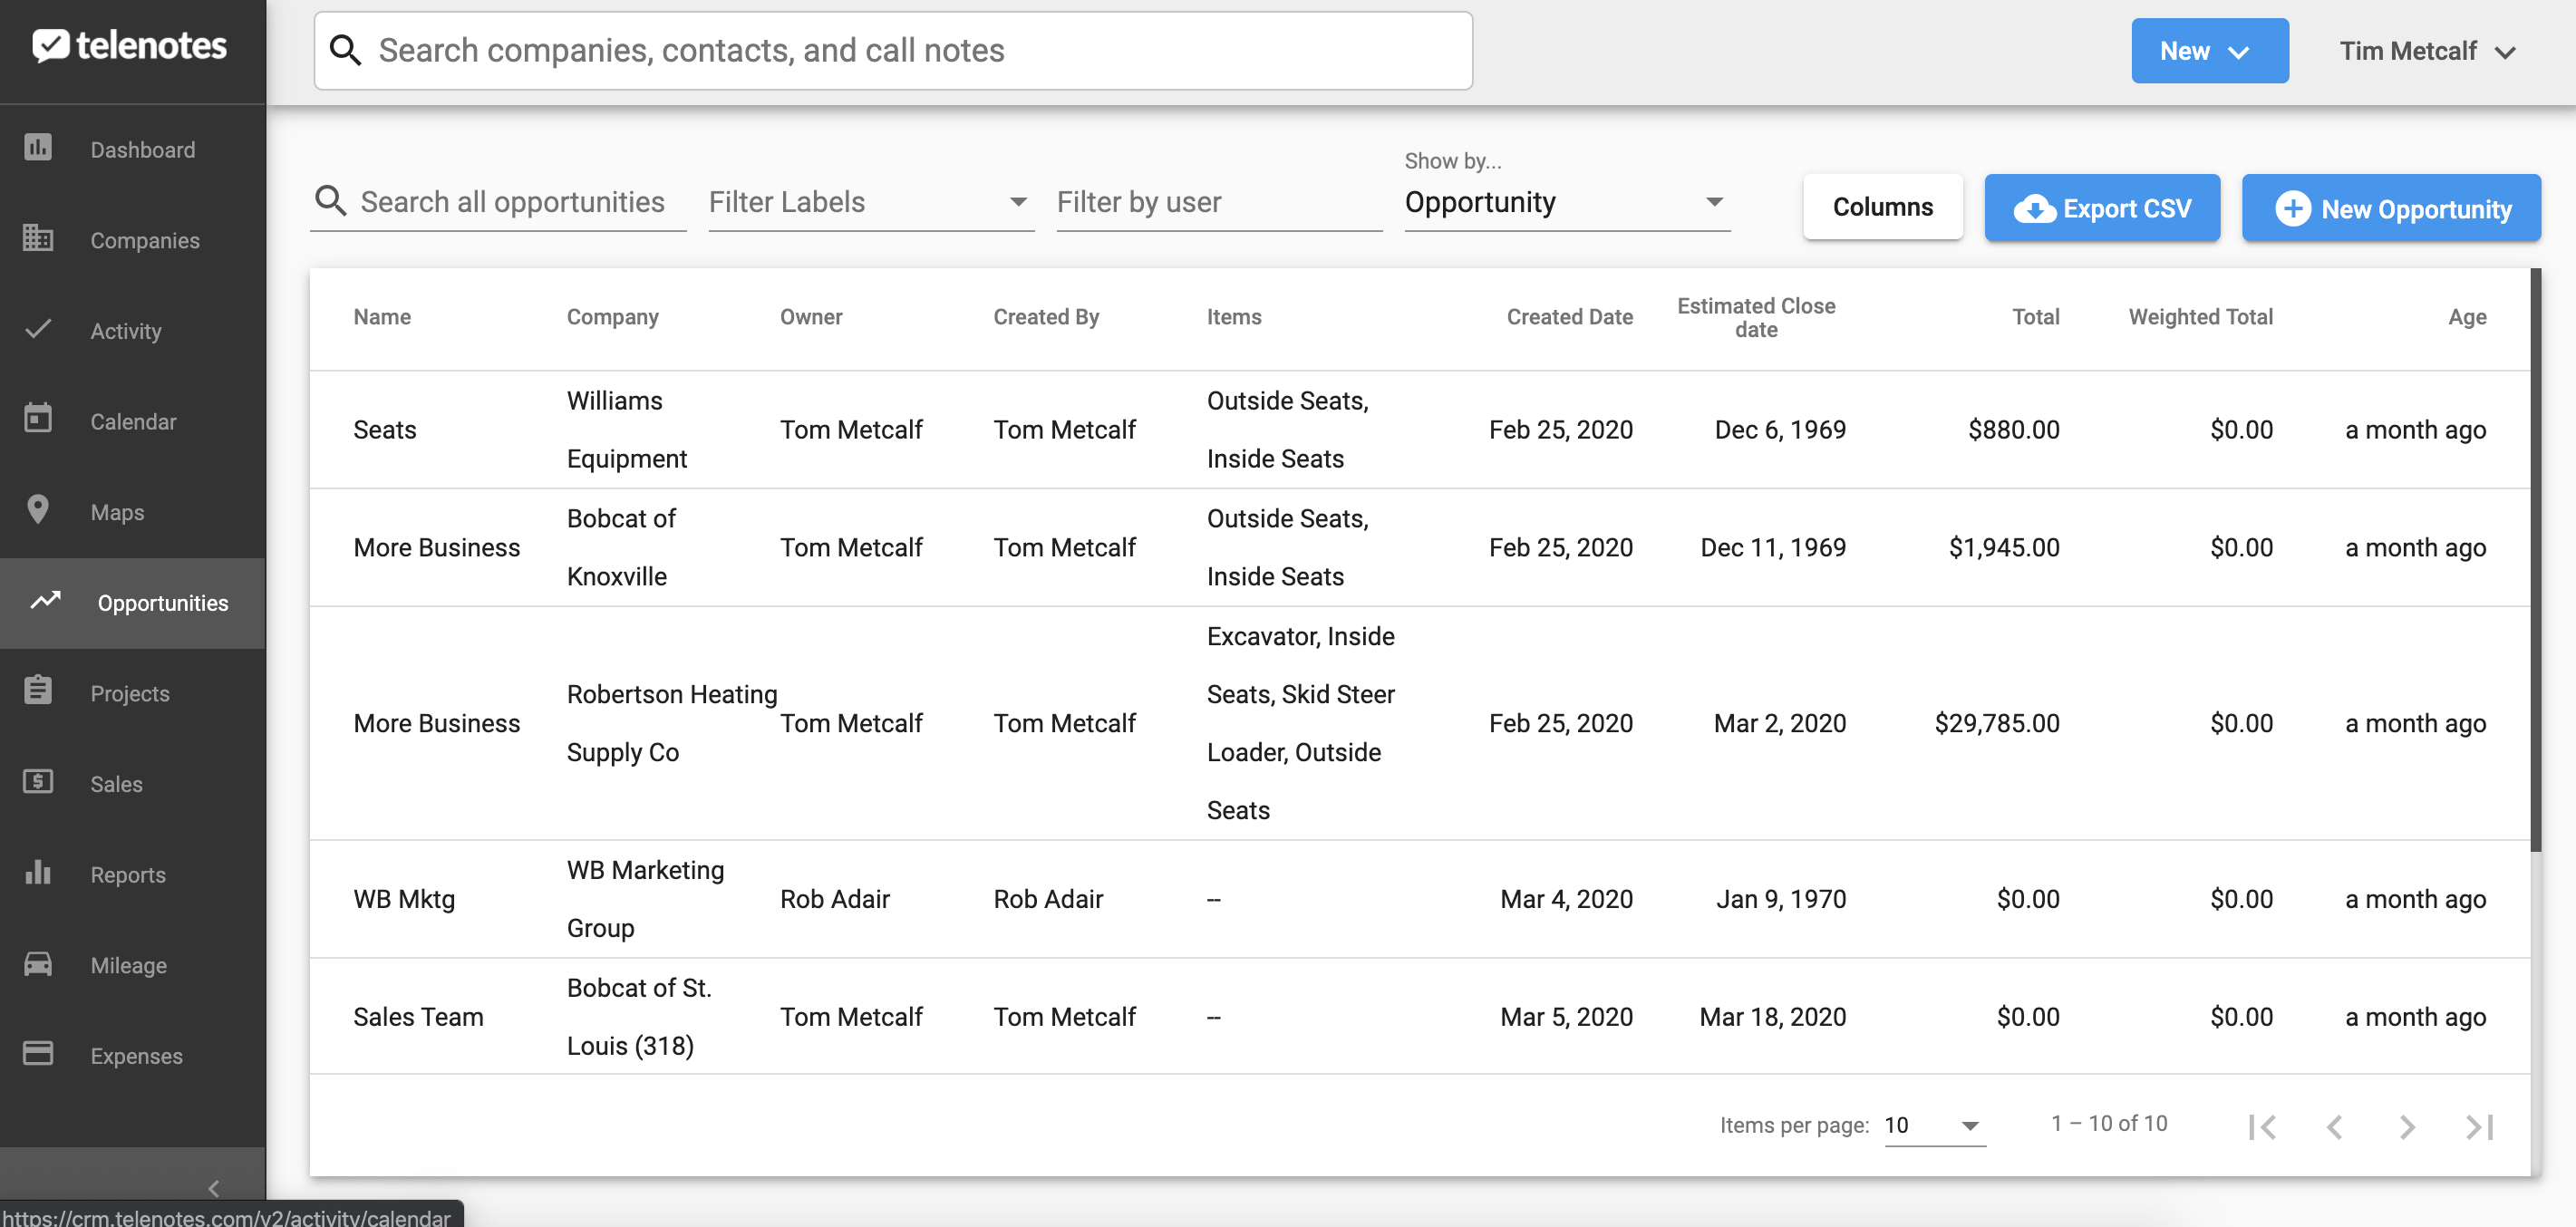 telenotes
Search companies, contacts, and call notes
New
Tim Metcalf
Dashboard
Companies
Activity
Calendar
Maps
Opportunities
Projects
Sales
Reports
Mileage
Expenses
Search all opportunities
Filter Labels
Filter by user
Show by...
Opportunity
Columns
Export CSV
New Opportunity
Name Company Owner Created By Items Created Date Estimated Close date Total Weighted Total Age
Seats Williams Equipment Tom Metcalf Tom Metcalf Outside Seats, Inside Seats Feb 25, 2020 Dec 6, 1969 $880.00 $0.00 a month ago
More Business Bobcat of Knoxville Tom Metcalf Tom Metcalf Outside Seats, Inside Seats Feb 25, 2020 Dec 11, 1969 $1,945.00 $0.00 a month ago
More Business Robertson Heating Supply Co Tom Metcalf Tom Metcalf Excavator, Inside Seats, Skid Steer Loader, Outside Seats Feb 25, 2020 Mar 2, 2020 $29,785.00 $0.00 a month ago
WB Mktg WB Marketing Group Rob Adair Rob Adair -- Mar 4, 2020 Jan 9, 1970 $0.00 $0.00 a month ago
Sales Team Bobcat of St. Louis (318) Tom Metcalf Tom Metcalf -- Mar 5, 2020 Mar 18, 2020 $0.00 $0.00 a month ago
Items per page: 10 1 – 10 of 10
https://crm.telenotes.com/v2/activity/calendar